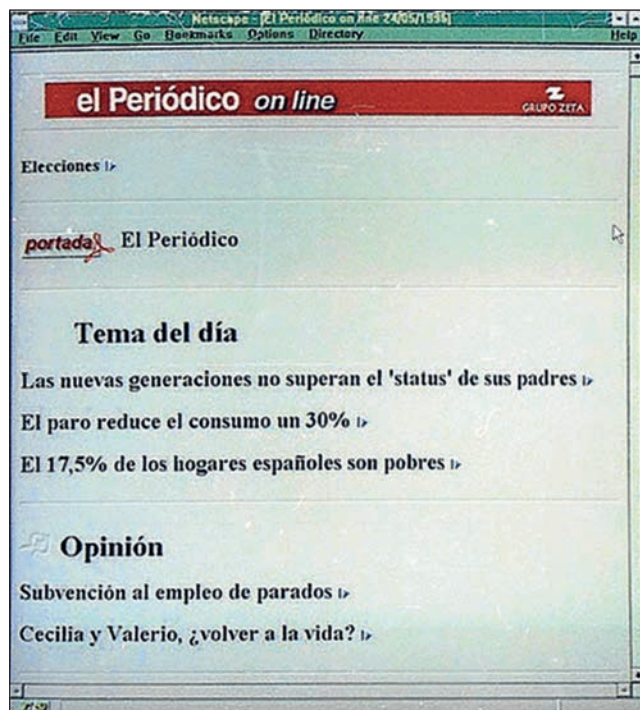 Netscape - [El Periódico on line 24/05/1996]
File Edit View Go Bookmarks Options Directory Help
el Periódico on line
GRUPO ZETA
Elecciones
portada El Periódico
Tema del día
Las nuevas generaciones no superan el 'status' de sus padres
El paro reduce el consumo un 30%
El 17,5% de los hogares españoles son pobres
Opinión
Subvención al empleo de parados
Cecilia y Valerio, ¿volver a la vida?